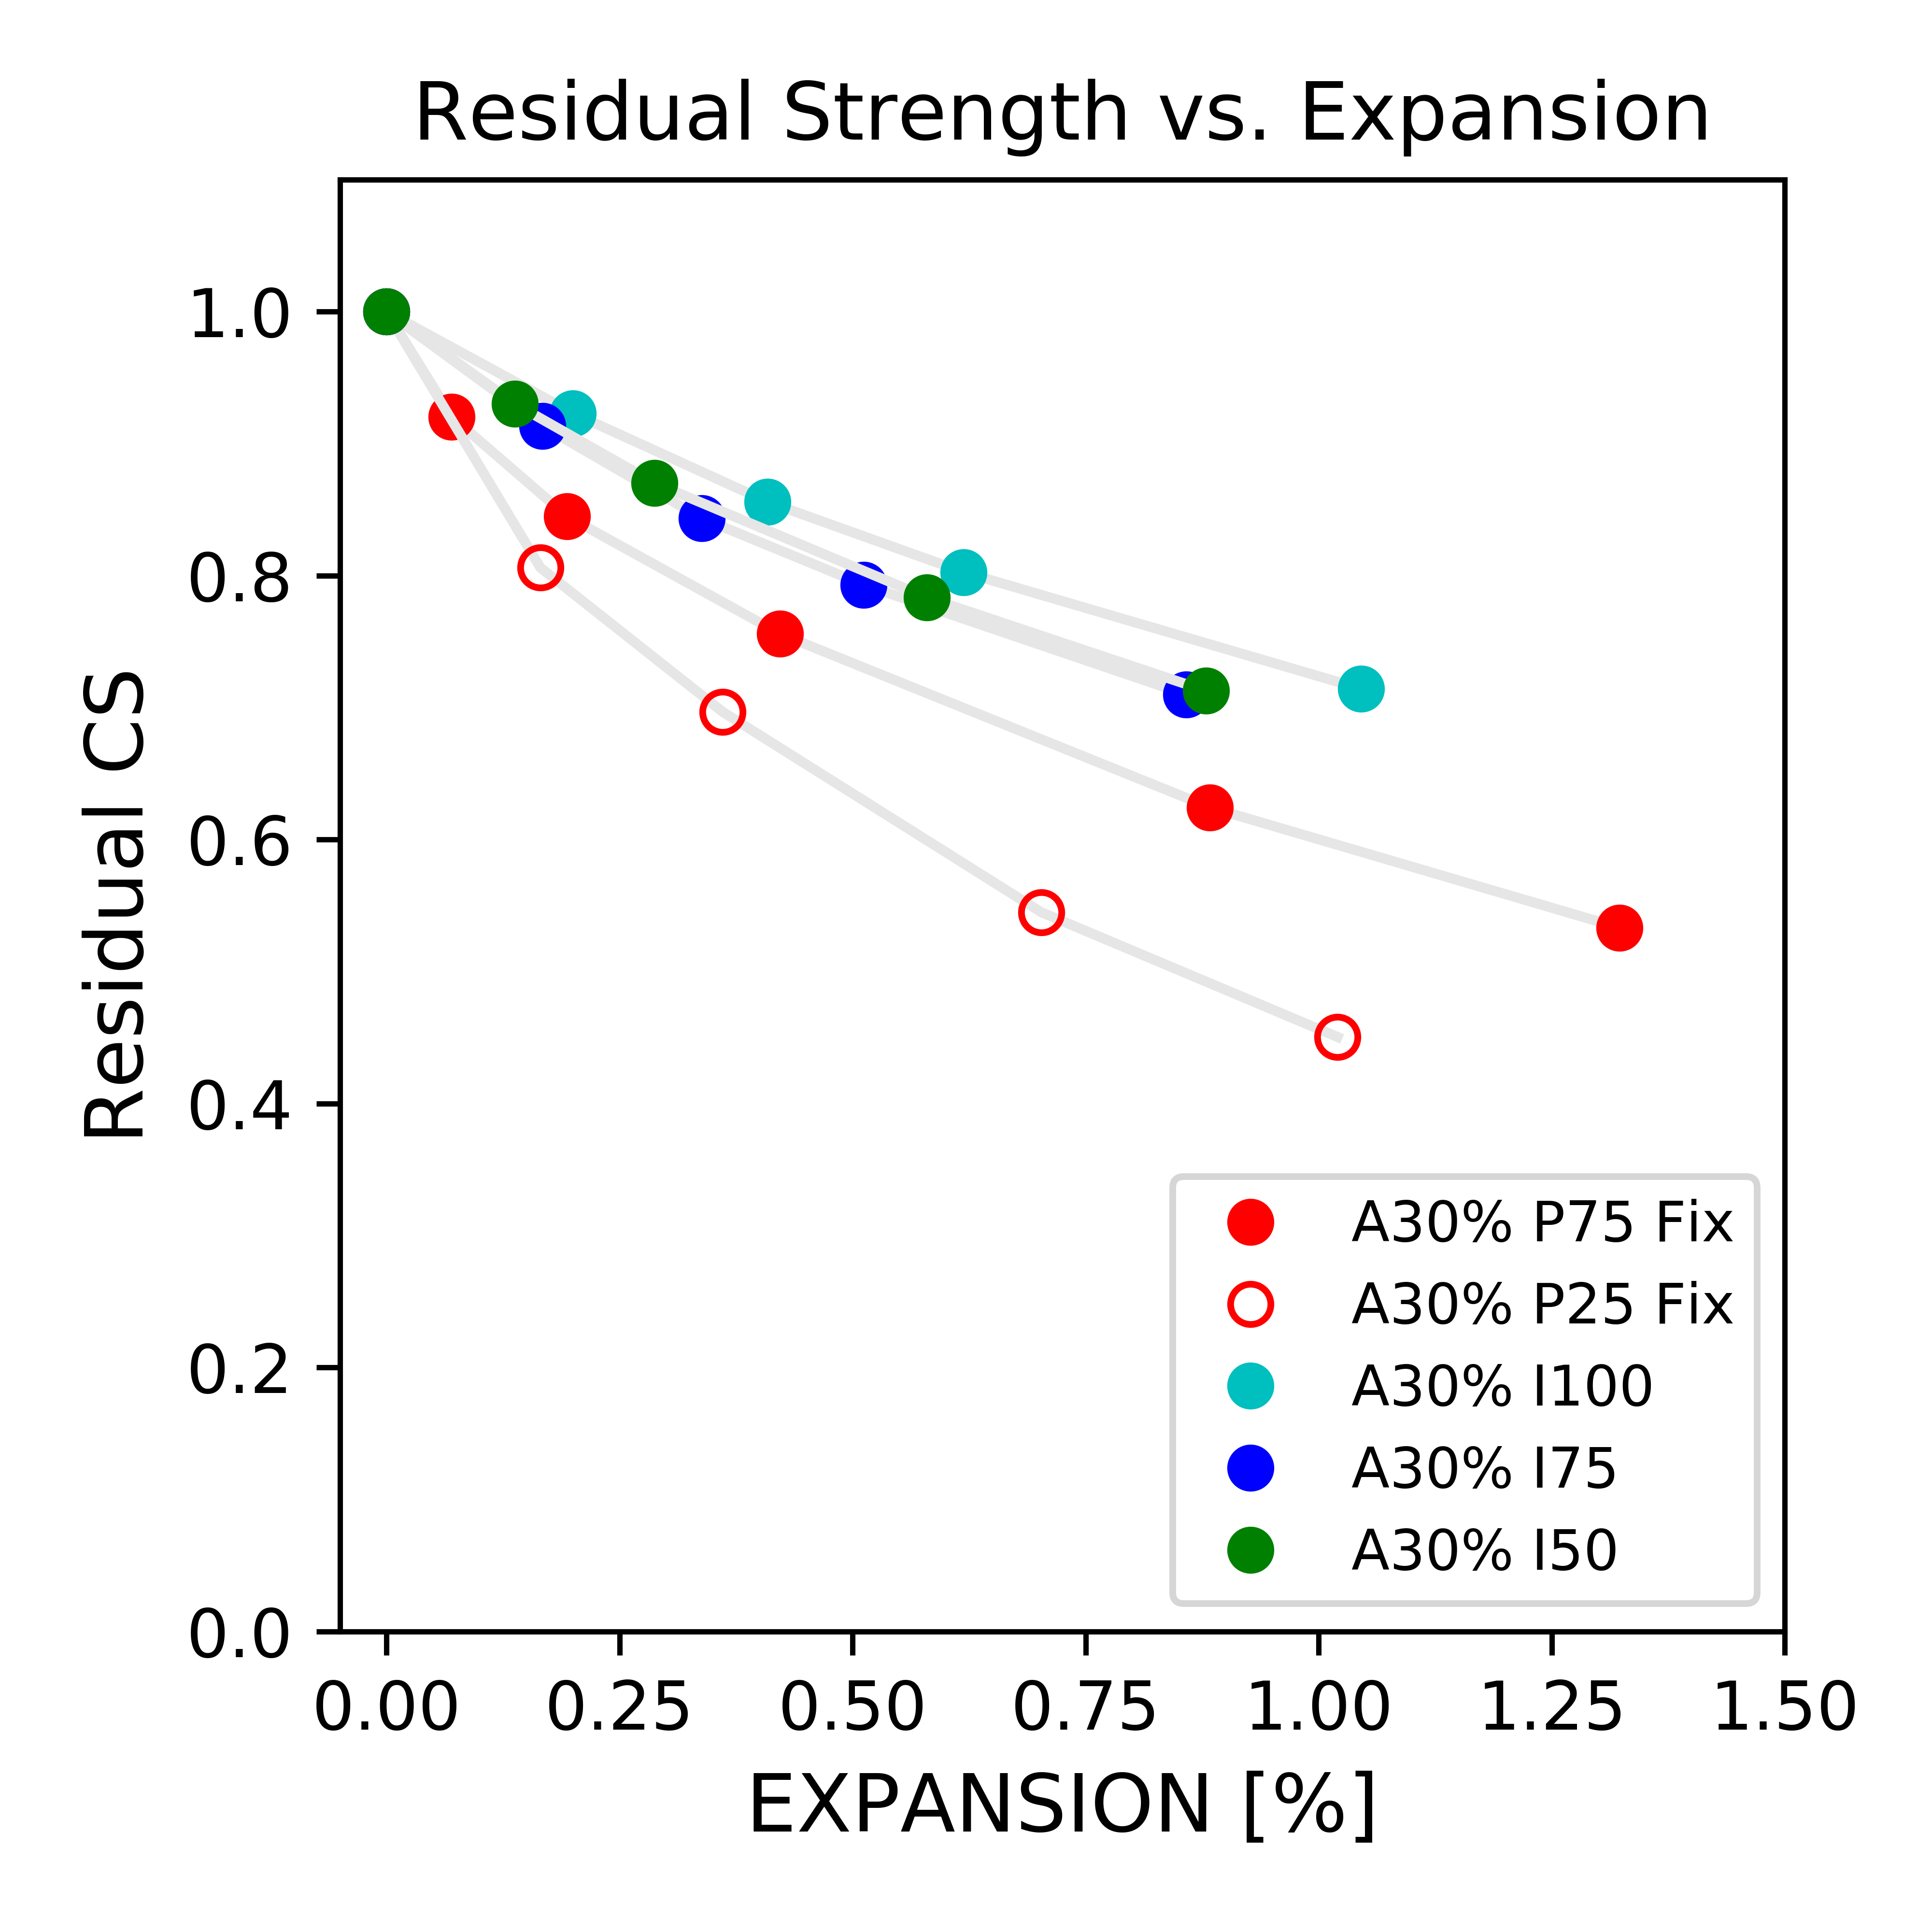 Residual Strength vs. Expansion
Residual CS
1.0
0.8
0.6
0.4
0.2
0.0
0.00 0.25 0.50 0.75 1.00 1.25 1.50
EXPANSION [%]
A30% P75 Fix
A30% P25 Fix
A30% I100
A30% I75
A30% I50